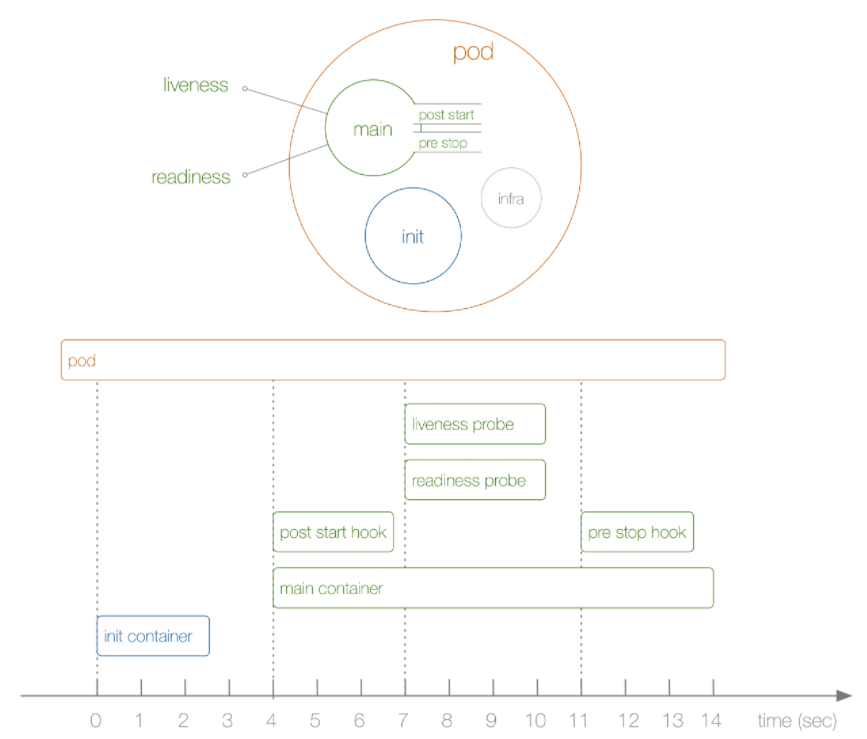 pod
liveness
main
post start
pre stop
readiness
infra
init
pod
liveness probe
readiness probe
post start hook
pre stop hook
main container
init container
0 1 2 3 4 5 6 7 8 9 10 11 12 13 14 time (sec)